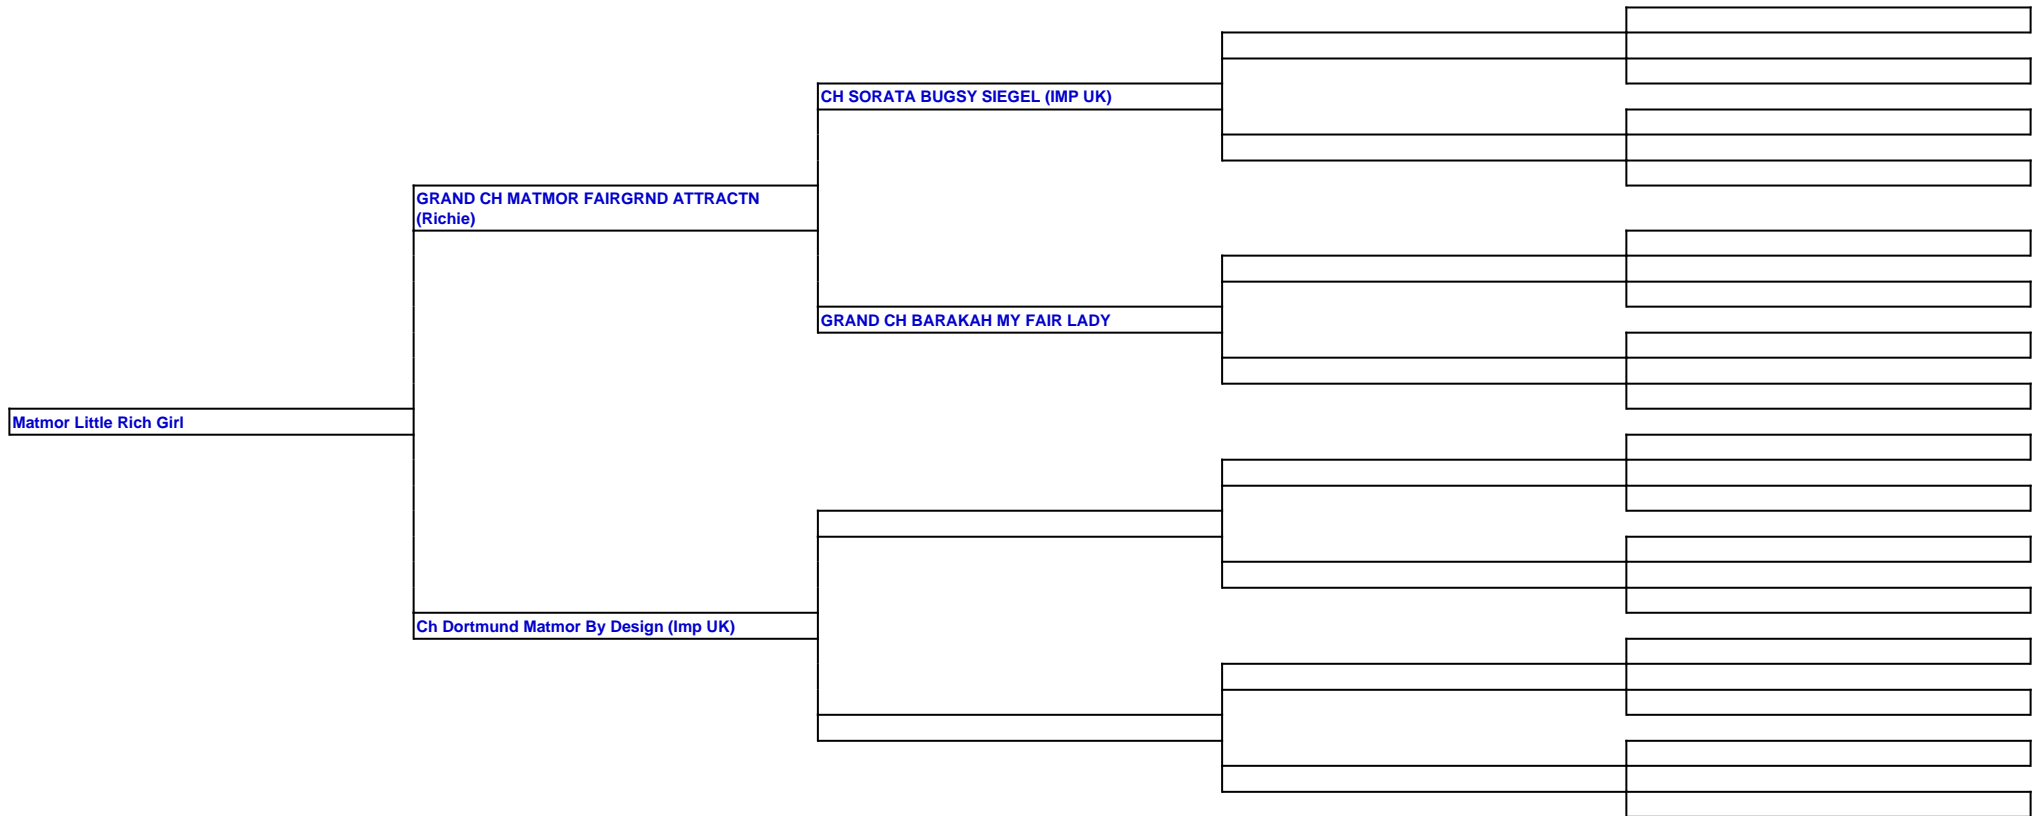 CH SORATA BUGSY SIEGEL (IMP UK)
GRAND CH MATMOR FAIRGRND ATTRACTN
(Richie)
GRAND CH BARAKAH MY FAIR LADY
Matmor Little Rich Girl
Ch Dortmund Matmor By Design (Imp UK)